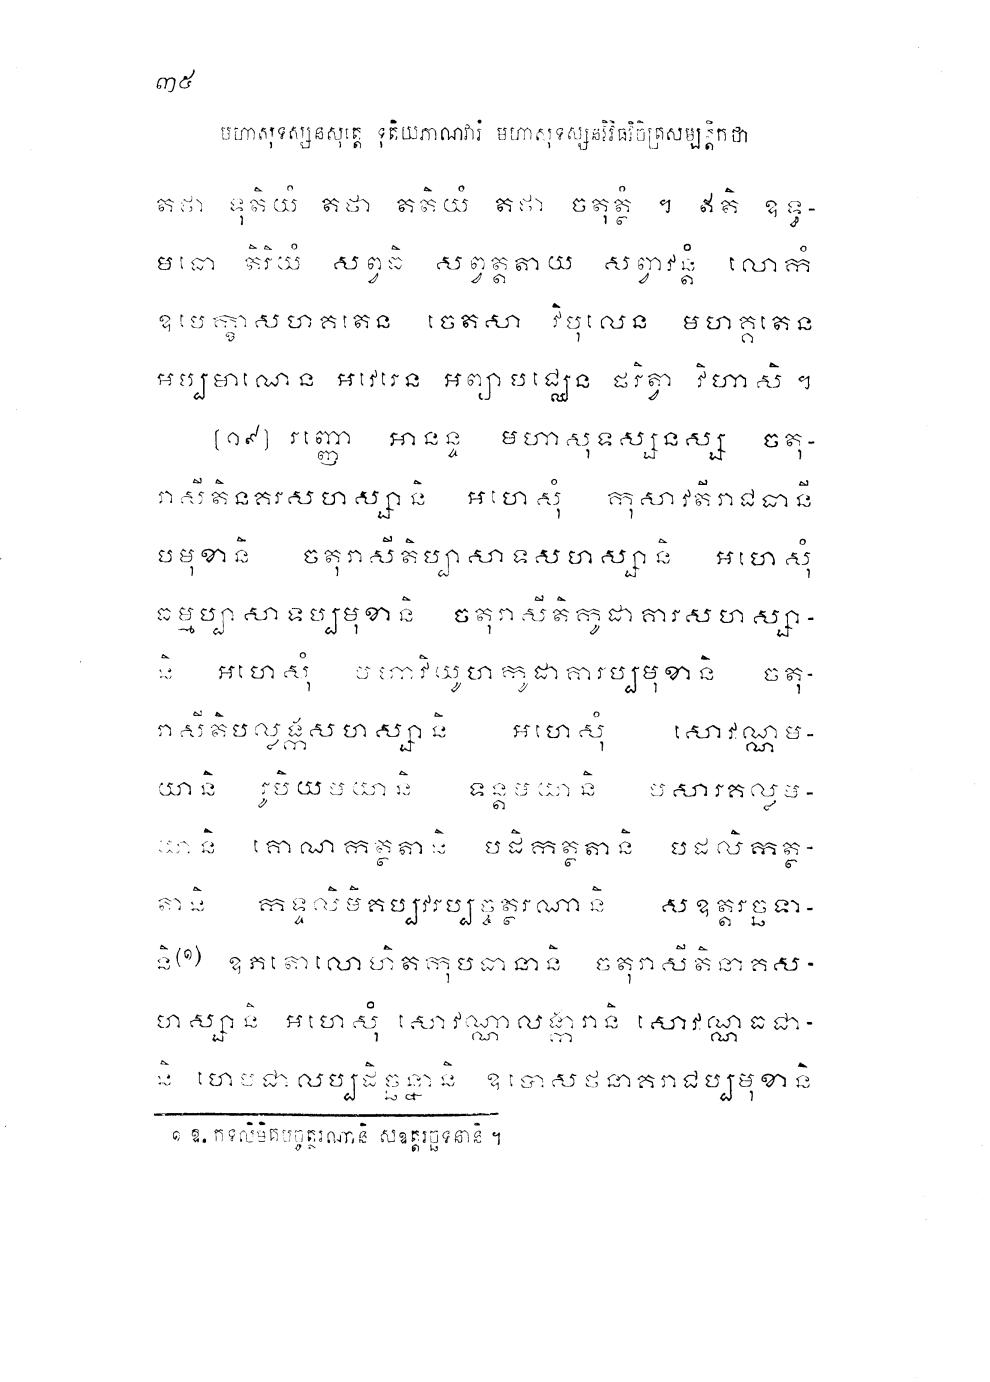 ៣៥
មហាសុទស្សនសុត្តេ ទុតិយភាណវារំ មហាសុទស្សនវិវិធវិចិត្រសម្បត្តិកថា
តថា ទុតិយំ តថា តតិយំ តថា ចតុត្ថំ ។ ឥតិ ឧទ្ធ-
មធោ តិរិយំ សព្វធិ សព្វត្តតាយ សព្វាវន្តំ លោកំ
ឧបេក្ខាសហគតេន ចេតសា វិបុលេន មហគ្គតេន
អប្បមាណេន អវេរេន អព្យាបជ្ឈេន ផរិត្វា វិហាសិ ។
[១៩] រញ្ញោ អានន្ទ មហាសុទស្សនស្ស ចតុ-
រាសីតិនគរសហស្សានិ អហេសុំ កុសាវតីរាជធានី
បមុខានិ ចតុរាសីតិប្បាសាទសហស្សានិ អហេសុំ
ធម្មប្បាសាទប្បមុខានិ ចតុរាសីតិកូដាគារសហស្សា-
និ អហេសុំ មហាវិយូហកូដាគារប្បមុខានិ ចតុ-
រាសីតិបល្លង្កសហស្សានិ អហេសុំ សោវណ្ណម-
យានិ រូបិយមយានិ ទន្តមយានិ មសារគល្លម-
យានិ គោណកត្ថតានិ បដិកត្ថតានិ បដលិកត្ថ-
តានិ កទ្ទលិមិគប្បវរប្បច្ចត្ថរណានិ សឧត្តរច្ឆទា-
និ(១) ឧភតោលោហិតកុបធានានិ ចតុរាសីតិនាគស-
ហស្សានិ អហេសុំ សោវណ្ណាលង្ការានិ សោវណ្ណធជា-
និ ហេមជាលប្បដិច្ឆន្នានិ ឧបោសថនាគរាជប្បមុខានិ
១ ឱ. កទលិមិគបច្ចត្ថរណានិ សឧត្តរច្ឆទនានិ ។